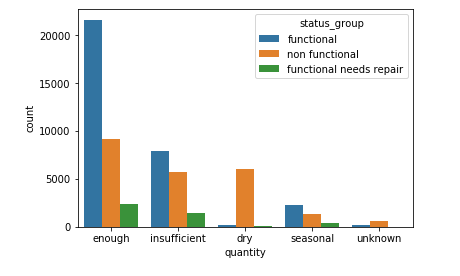 status_group
functional
non functional
functional needs repair
20000
15000
10000
5000
0
count
enough insufficient dry seasonal unknown
quantity